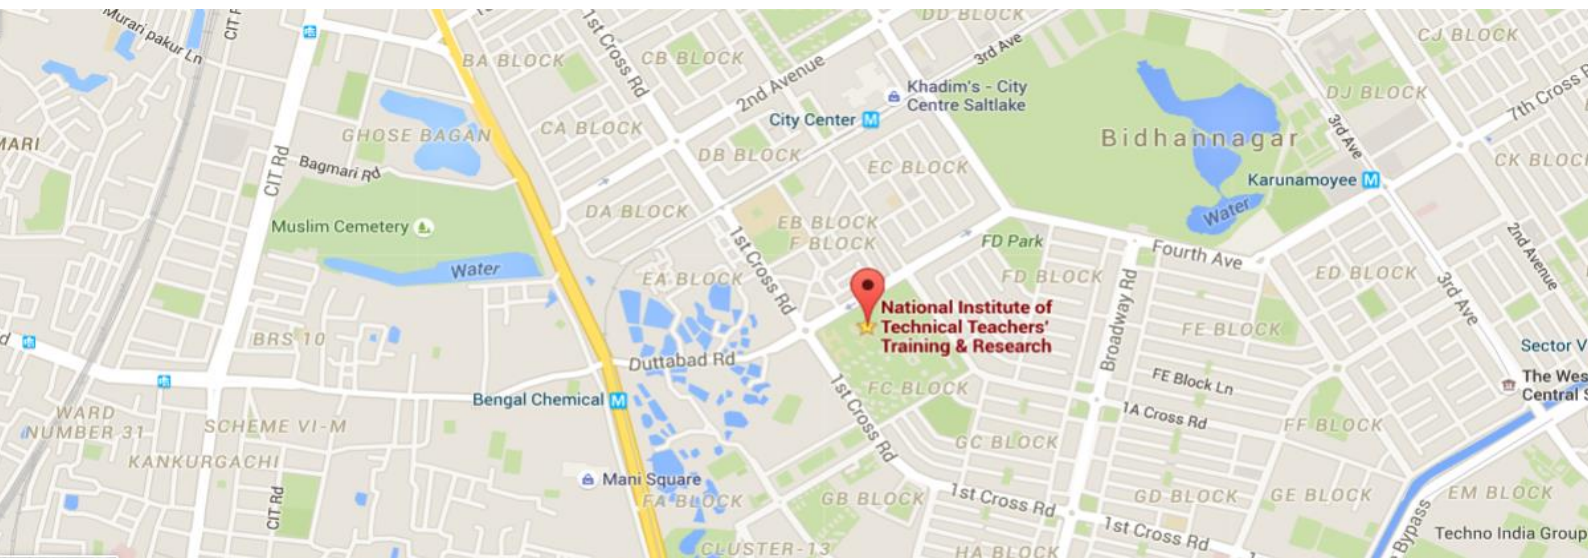 Murari pakur Ln
CIT R
1st Cross Rd
BA BLOCK
CB BLOCK
DD BLOCK
3rd Ave
2nd Avenue
CJ BLOCK
Khadim's - City
Centre Saltlake
City Center M
DJ BLOCK
7th Cross R
GHOSE BAGAN
CA BLOCK
DB BLOCK
EC BLOCK
Bidhannagar
3rd Ave
CK BLOC
MARI
CIT Rd
Bagmari Rd
Karunamoyee M
Muslim Cemetery
DA BLOCK
EB BLOCK
F BLOCK
Water
FD Park
Fourth Ave
2nd Avenue
Water
EA BLOCK
1st Cross Rd
FD BLOCK
ED BLOCK
3rd Ave
National Institute of
Technical Teachers'
Training & Research
Broadway Rd
FE BLOCK
BRS 10
Duttabad Rd
Sector V
FE Block Ln
The Wes
Central S
Bengal Chemical M
FC BLOCK
1st Cross Rd
1A Cross Rd
FF BLOCK
WARD
NUMBER 31
SCHEME VI-M
GC BLOCK
KANKURGACHI
Mani Square
FA BLOCK
GB BLOCK
1st Cross Rd
GD BLOCK
GE BLOCK
EM BLOCK
CIT Rd
1st Cross Rd
Bypass
Techno India Group
CLUSTER-13
HA BLOCK